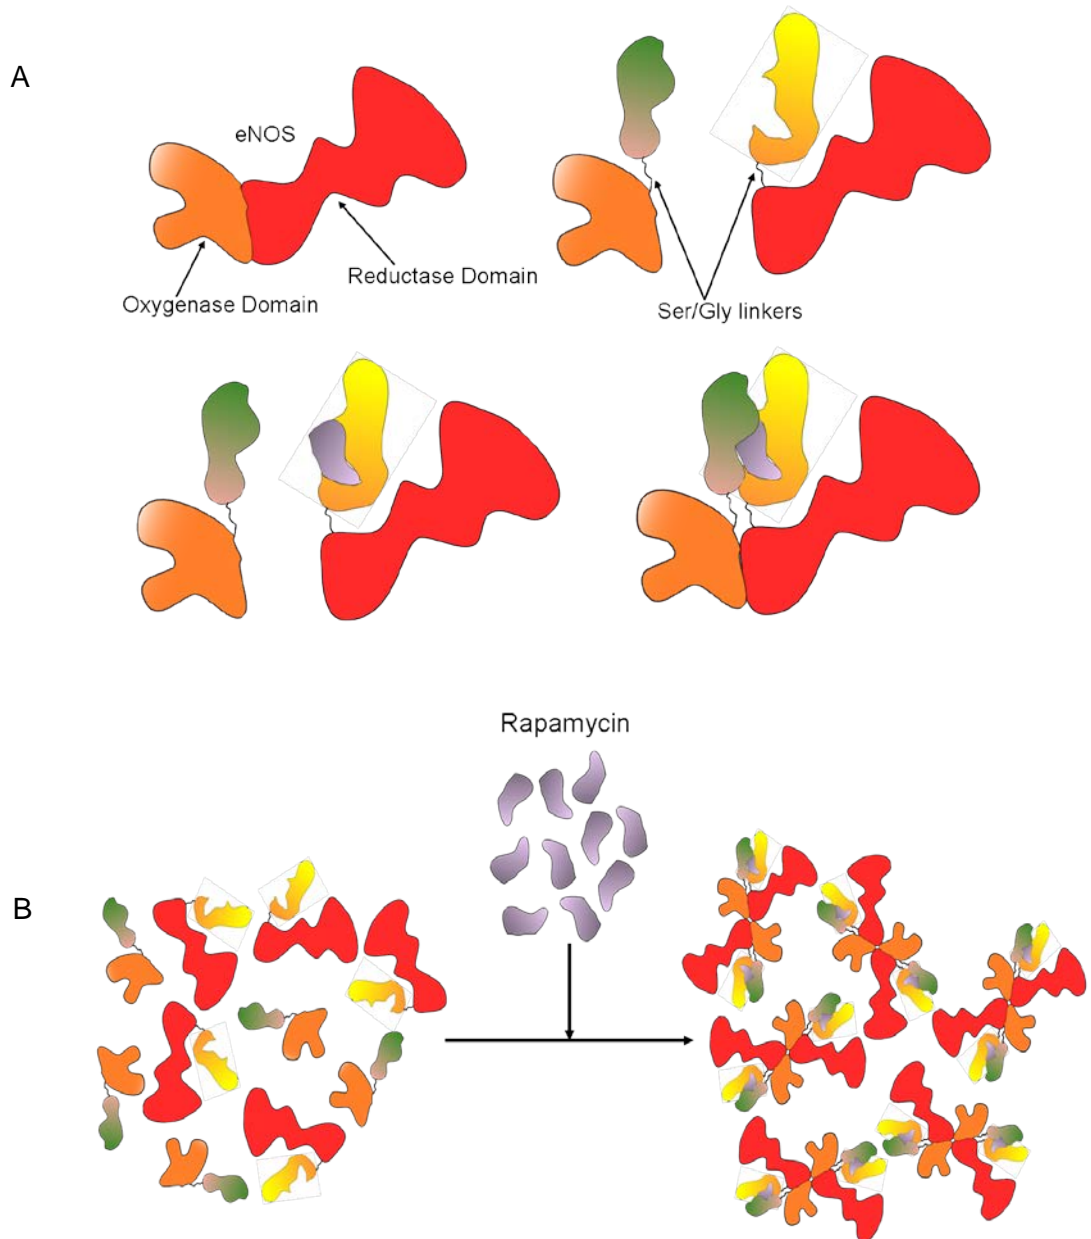 A
eNOS
Reductase Domain
Oxygenase Domain
Ser/Gly linkers
Rapamycin
B